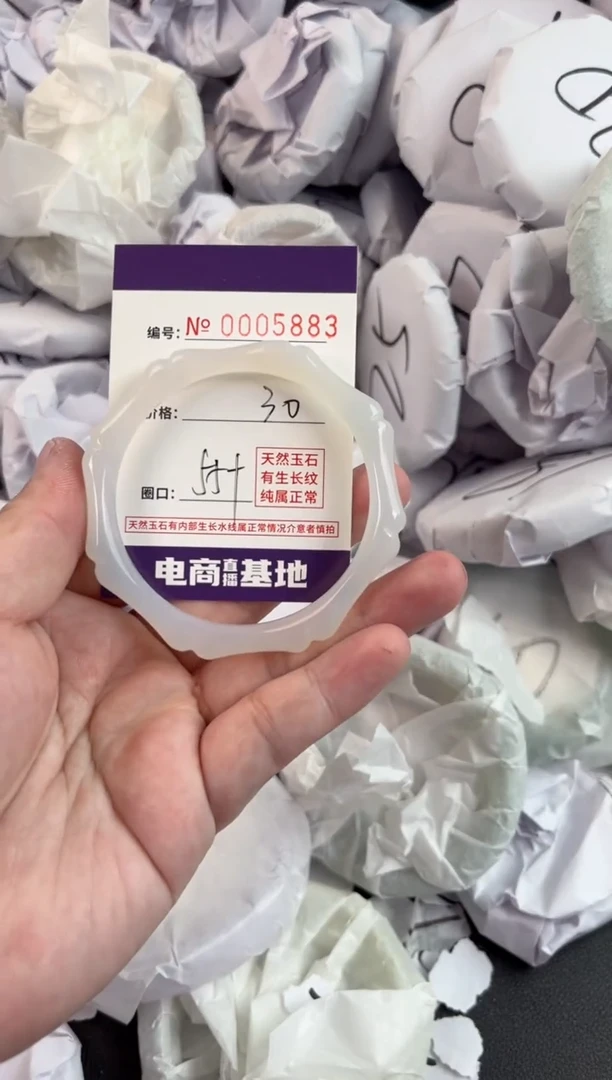 编号: № 0005883
价格: 30
圈口: 55+
天然玉石
有生长纹
纯属正常
天然玉石有内部生长水线属正常情况介意者慎拍
电商直播基地